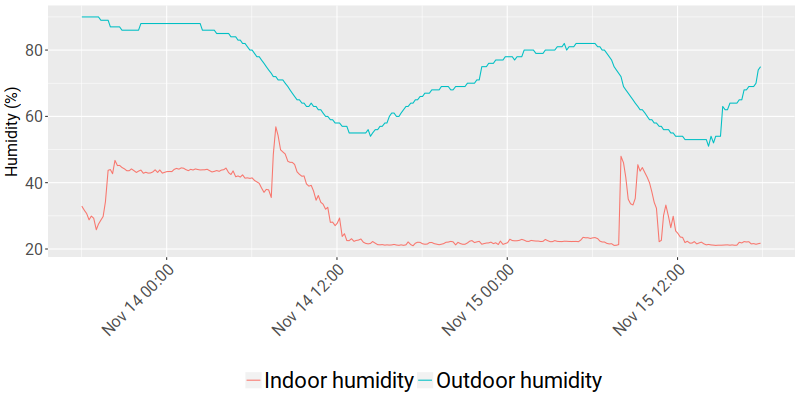 Humidity (%)
80
60
40
20
Nov 14 00:00
Nov 14 12:00
Nov 15 00:00
Nov 15 12:00
Indoor humidity
Outdoor humidity